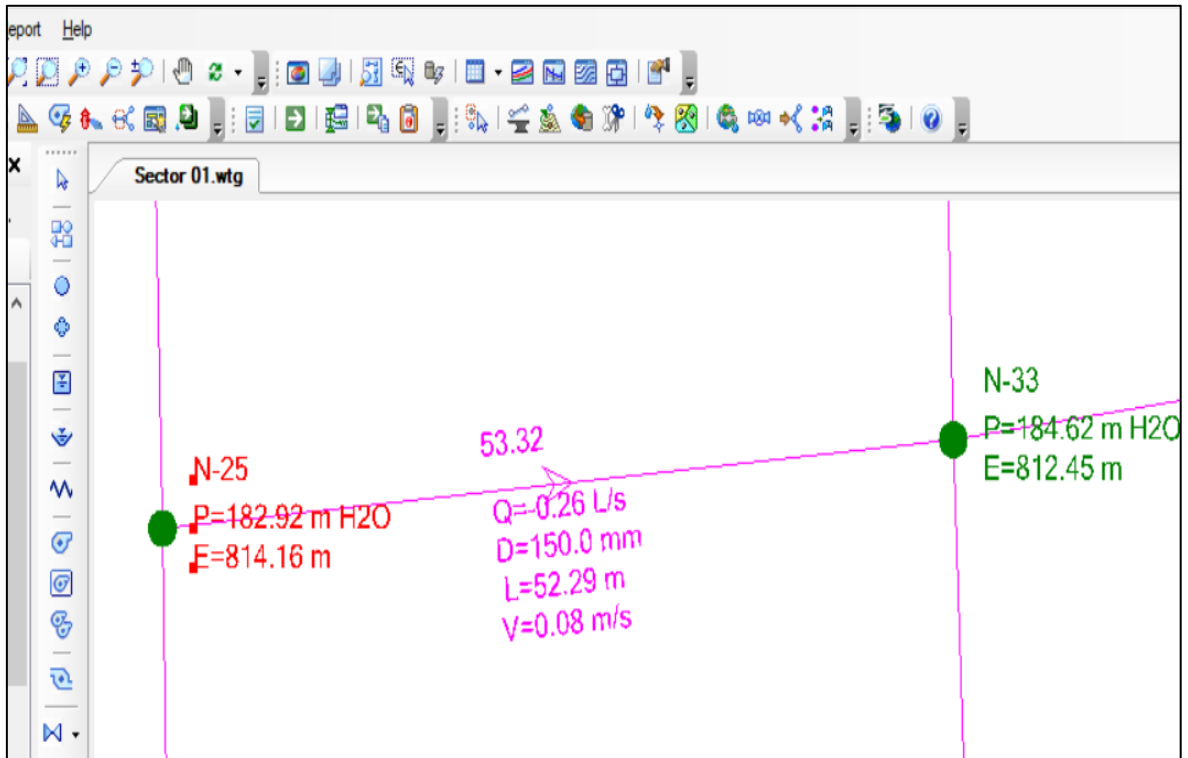 eport Help
Sector 01.wtg
N-33
P=184.62 m H2O
E=812.45 m
53.32
N-25
P=182.92 m H2O
E=814.16 m
Q=-0.26 L/s
D=150.0 mm
L=52.29 m
V=0.08 m/s